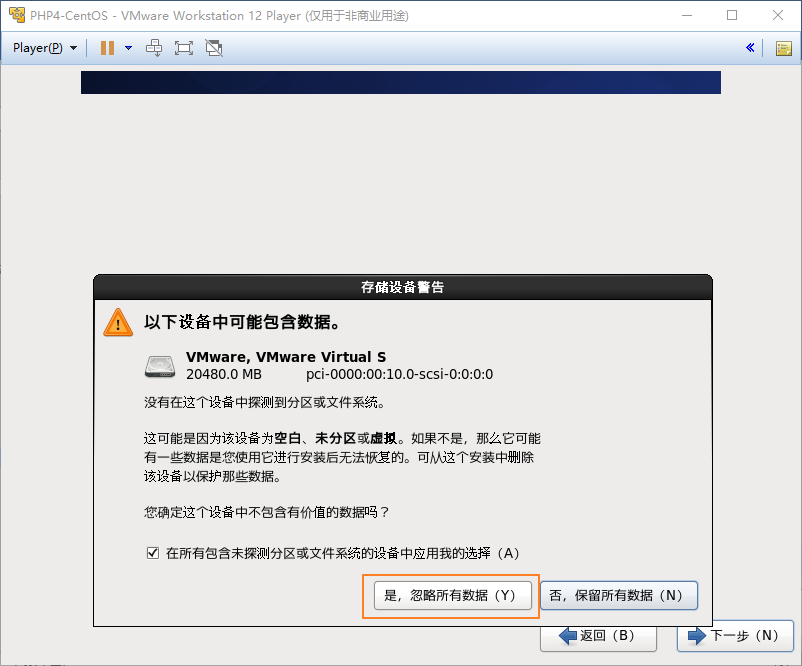 PHP4-CentOS - VMware Workstation 12 Player (仅用于非商业用途)
Player(P)
存储设备警告
以下设备中可能包含数据。
VMware, VMware Virtual S
20480.0 MB pci-0000:00:10.0-scsi-0:0:0:0
没有在这个设备中探测到分区或文件系统。
这可能是因为该设备为空白、未分区或虚拟。如果不是，那么它可能
有一些数据是您使用它进行安装后无法恢复的。可从这个安装中删除
该设备以保护那些数据。
您确定这个设备中不包含有价值的数据吗？
在所有包含未探测分区或文件系统的设备中应用我的选择（A）
是，忽略所有数据（Y） 否，保留所有数据（N）
返回（B） 下一步（N）